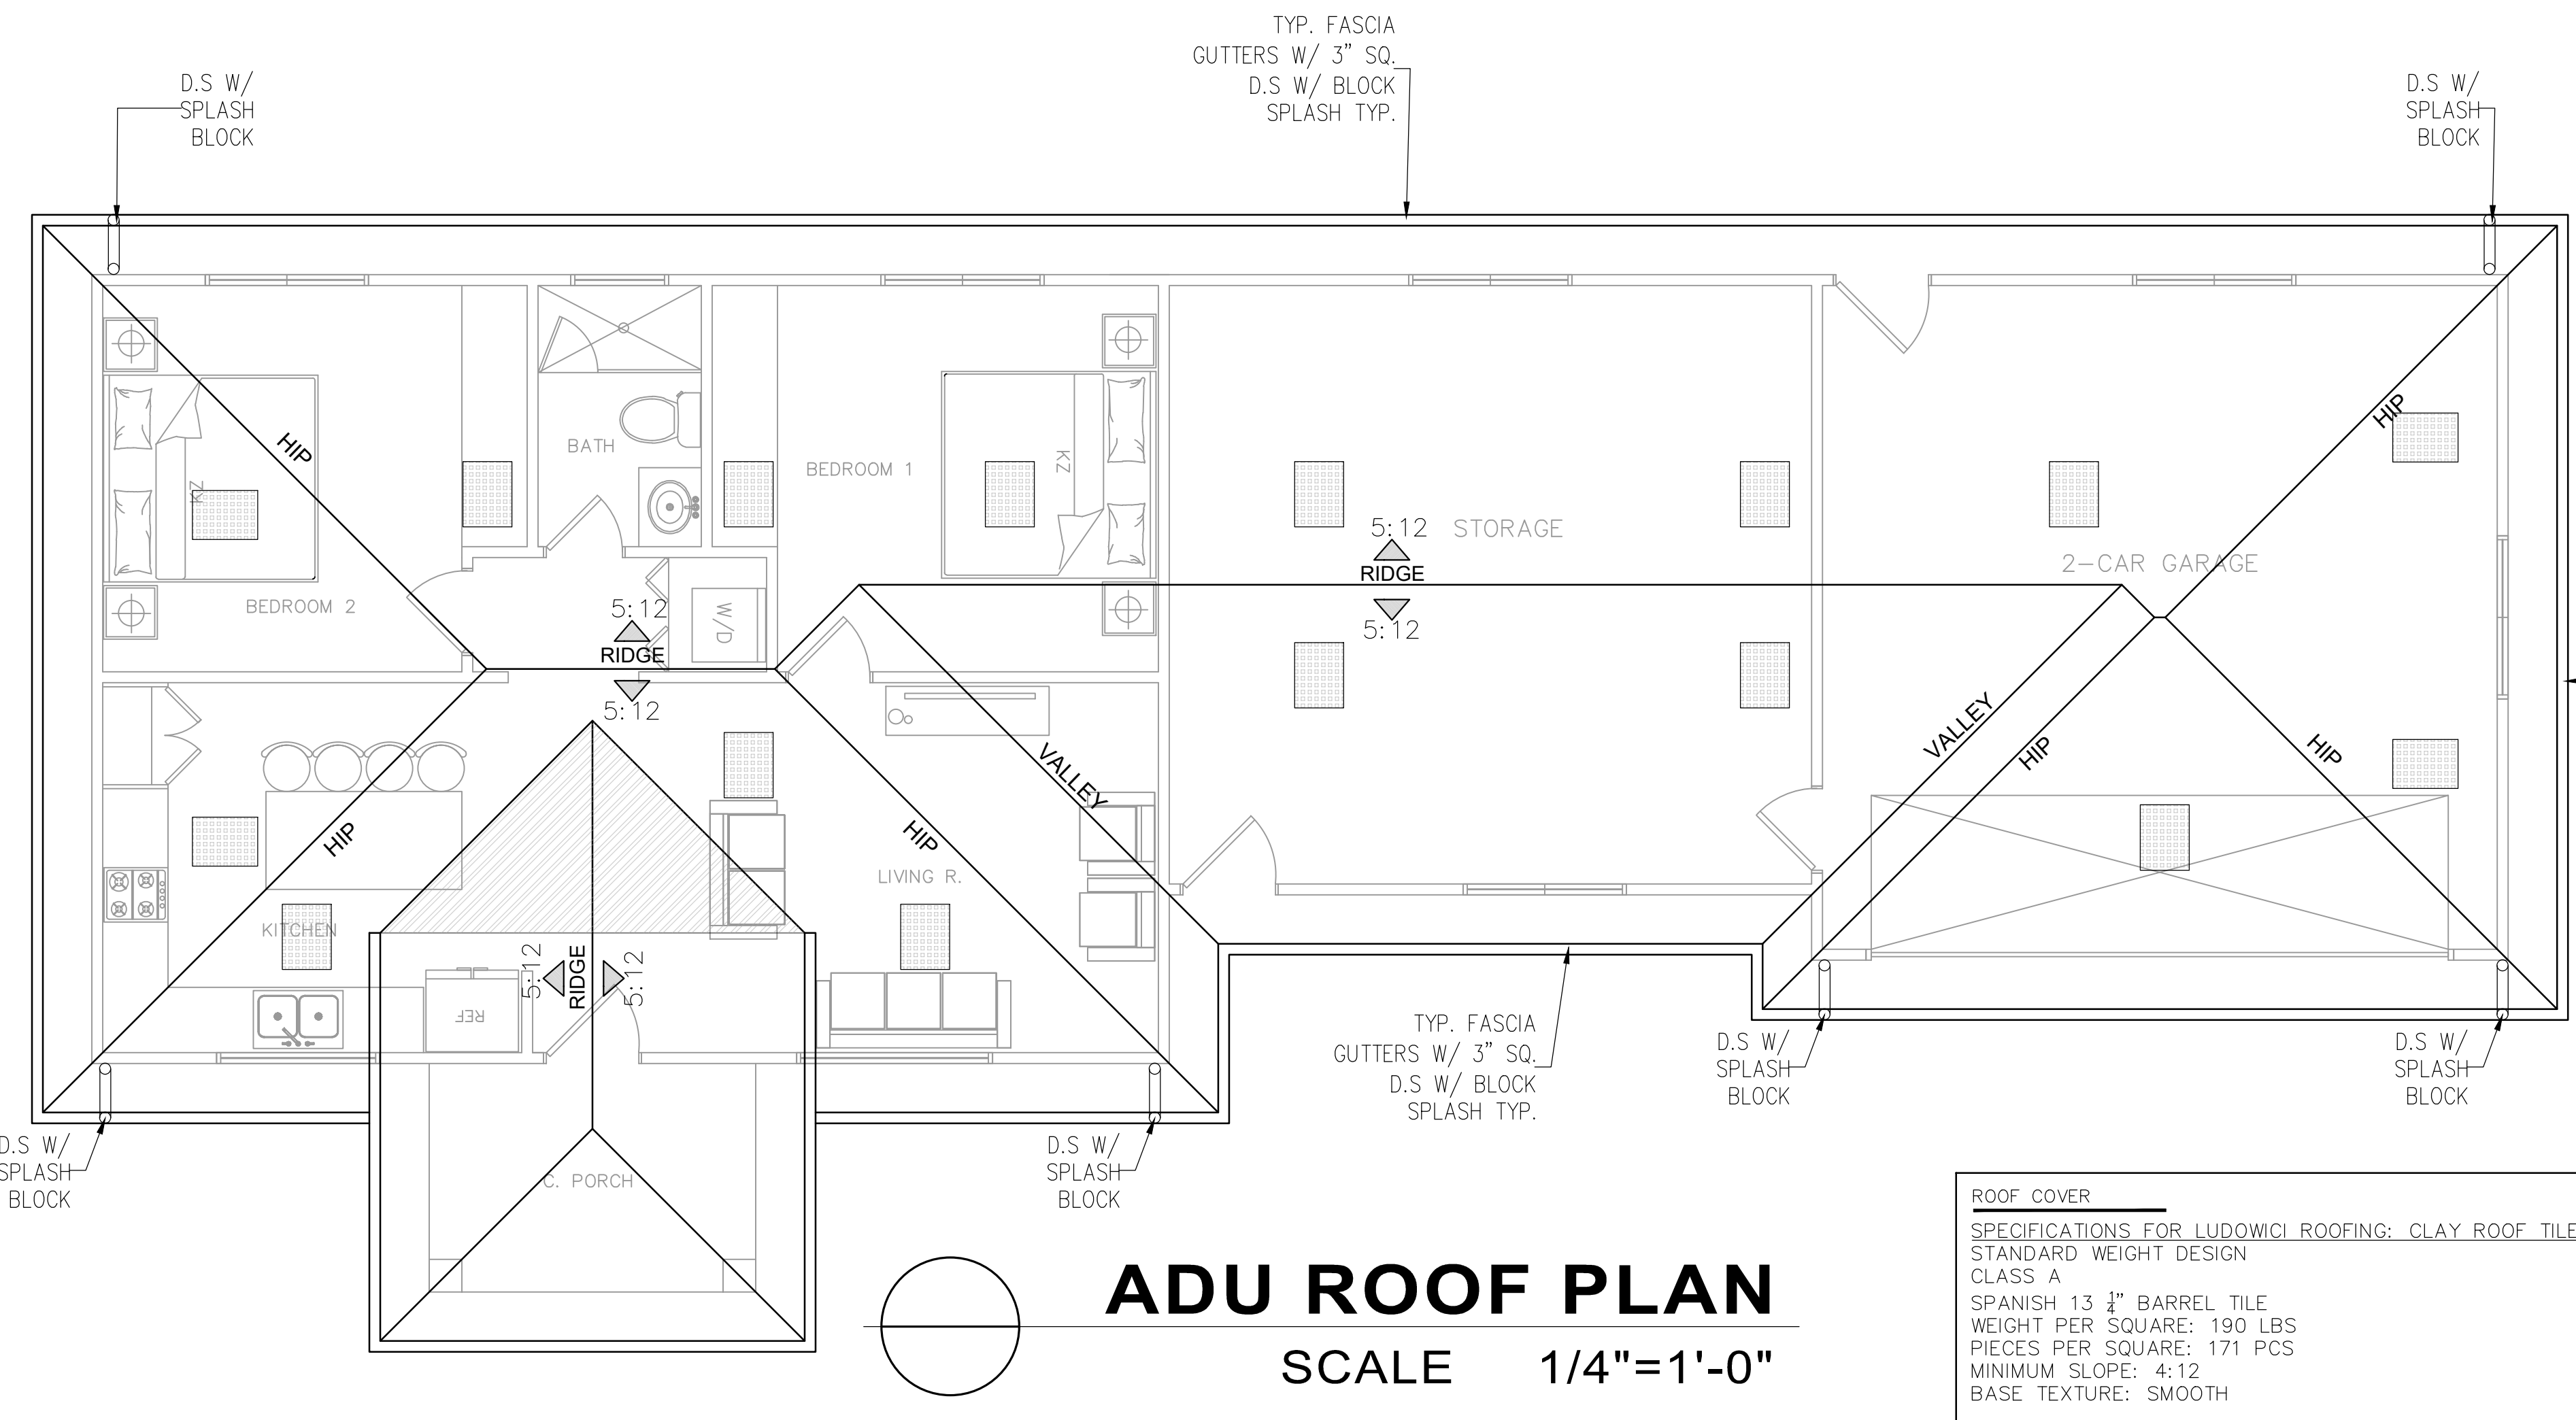 TYP. FASCIA
GUTTERS W/ 3" SQ.
D.S W/ BLOCK
SPLASH TYP.
D.S W/
SPLASH
BLOCK
D.S W/
SPLASH
BLOCK
HIP
HIP
BATH
KZ
BEDROOM 1
KZ
5:12
STORAGE
RIDGE
5:12
2-CAR GARAGE
BEDROOM 2
5:12
W/D
RIDGE
5:12
VALLEY
VALLEY
HIP
HIP
HIP
HIP
LIVING R.
KITCHEN
5:12
RIDGE
5:12
REF
TYP. FASCIA
GUTTERS W/ 3" SQ.
D.S W/ BLOCK
SPLASH TYP.
D.S W/
SPLASH
BLOCK
D.S W/
SPLASH
BLOCK
D.S W/
SPLASH
BLOCK
D.S W/
SPLASH
BLOCK
C. PORCH
ADU ROOF PLAN
SCALE 1/4"=1'-0"
ROOF COVER
SPECIFICATIONS FOR LUDOWICI ROOFING: CLAY ROOF TILE
STANDARD WEIGHT DESIGN
CLASS A
SPANISH 13 1/4" BARREL TILE
WEIGHT PER SQUARE: 190 LBS
PIECES PER SQUARE: 171 PCS
MINIMUM SLOPE: 4:12
BASE TEXTURE: SMOOTH